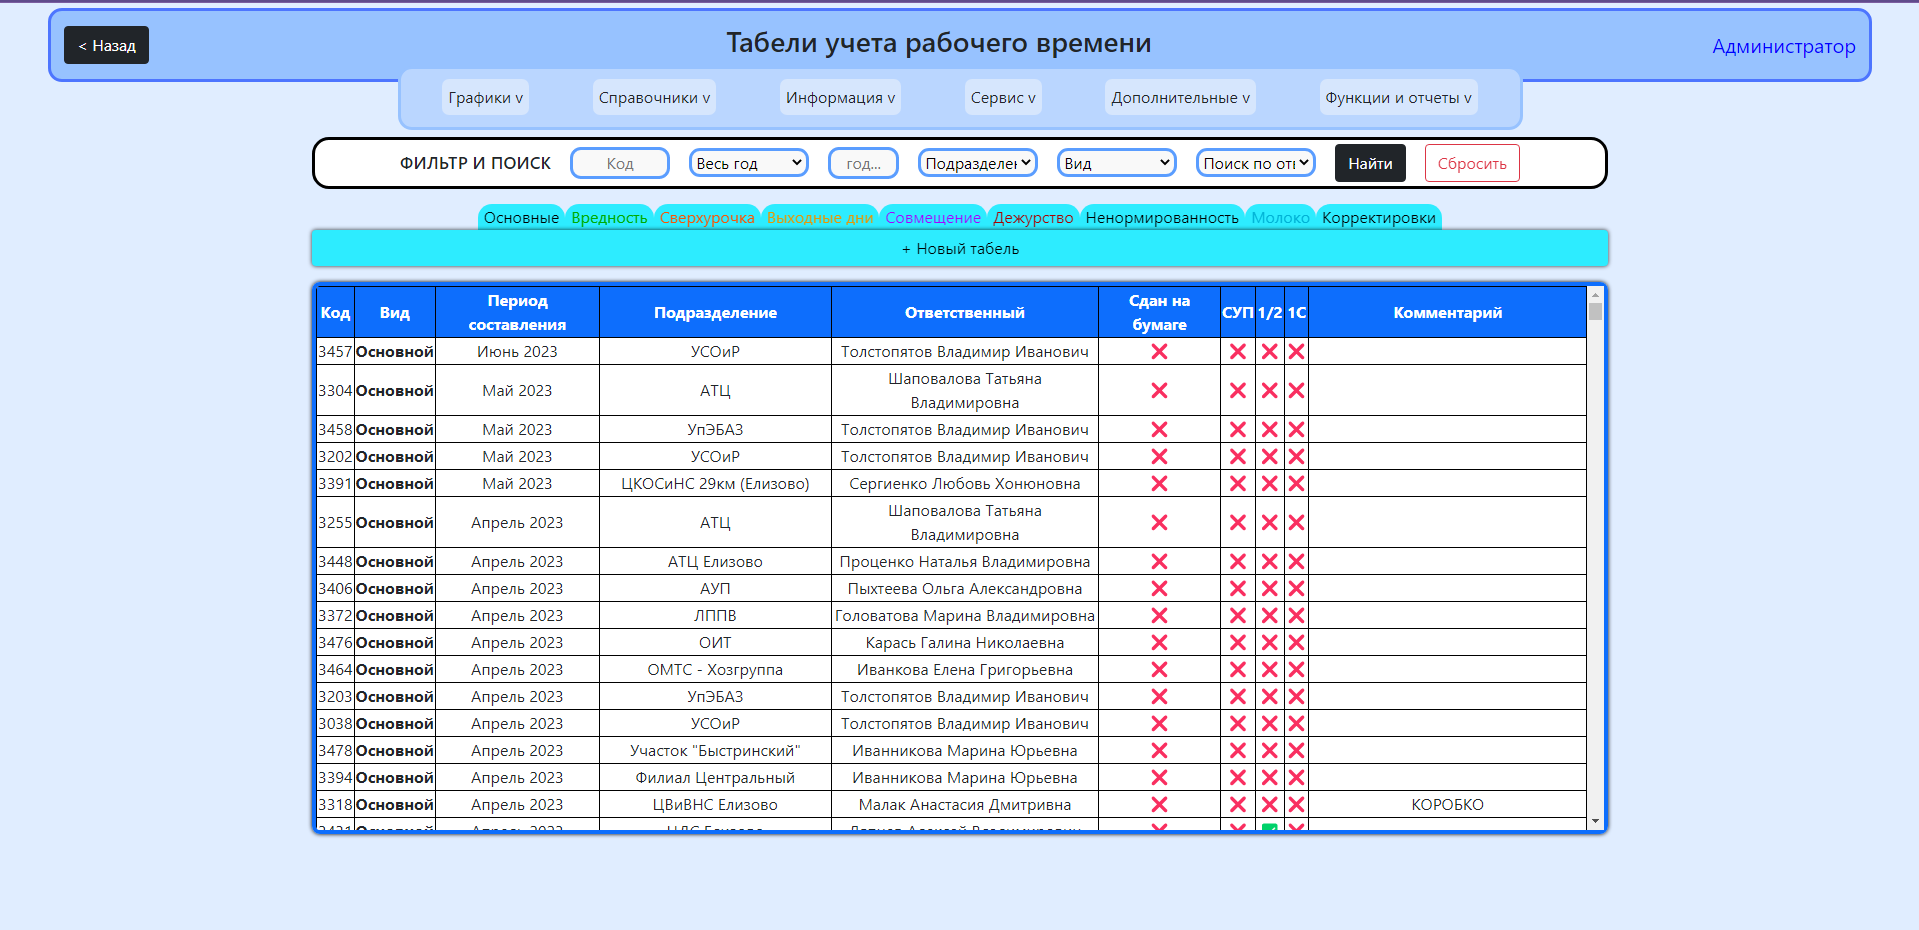 < Назад
Табели учета рабочего времени
Администратор
Графики v
Справочники v
Информация v
Сервис v
Дополнительные v
Функции и отчеты v
ФИЛЬТР И ПОИСК
Код
Весь год
год...
Подразделен
Вид
Поиск по отв
Найти
Сбросить
Основные Вредность Сверхурочка Выходные дни Совмещение Дежурство Ненормированность Молоко Корректировки
+ Новый табель
Код Вид Период составления Подразделение Ответственный Сдан на бумаге СУП 1/2 1С Комментарий
3457 Основной Июнь 2023 УСОиР Толстопятов Владимир Иванович
3304 Основной Май 2023 АТЦ Шаповалова Татьяна Владимировна
3458 Основной Май 2023 УпЭБАЗ Толстопятов Владимир Иванович
3202 Основной Май 2023 УСОиР Толстопятов Владимир Иванович
3391 Основной Май 2023 ЦКОСиНС 29км (Елизово) Сергиенко Любовь Хонюновна
3255 Основной Апрель 2023 АТЦ Шаповалова Татьяна Владимировна
3448 Основной Апрель 2023 АТЦ Елизово Проценко Наталья Владимировна
3406 Основной Апрель 2023 АУП Пыхтеева Ольга Александровна
3372 Основной Апрель 2023 ЛППВ Головатова Марина Владимировна
3476 Основной Апрель 2023 ОИТ Карась Галина Николаевна
3464 Основной Апрель 2023 ОМТС - Хозгруппа Иванкова Елена Григорьевна
3203 Основной Апрель 2023 УпЭБАЗ Толстопятов Владимир Иванович
3038 Основной Апрель 2023 УСОиР Толстопятов Владимир Иванович
3478 Основной Апрель 2023 Участок "Быстринский" Иванникова Марина Юрьевна
3394 Основной Апрель 2023 Филиал Центральный Иванникова Марина Юрьевна
3318 Основной Апрель 2023 ЦВиВНС Елизово Малак Анастасия Дмитривна КОРОБКО
Основной Апрель 2023